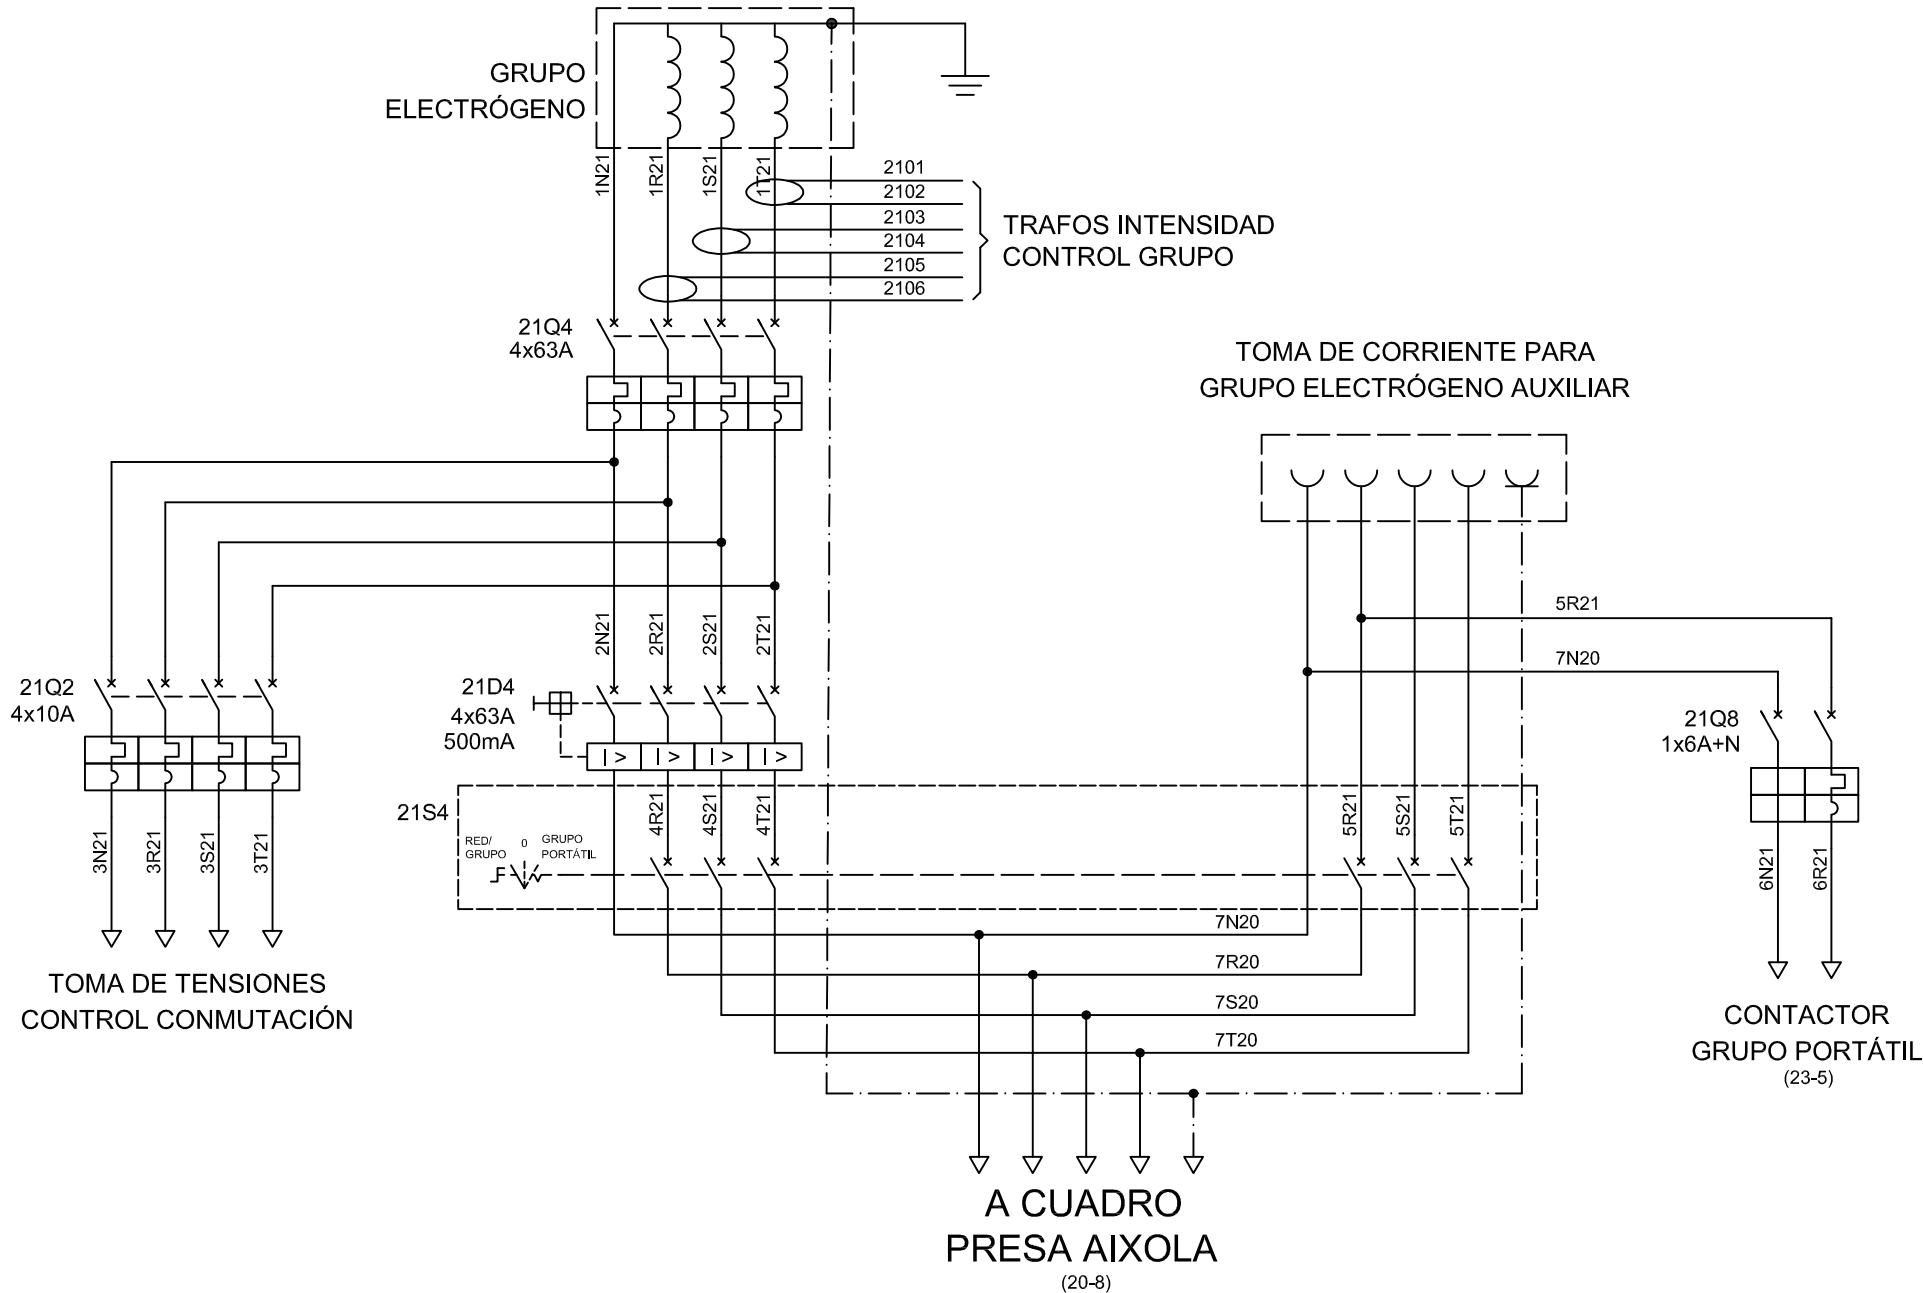 GRUPO
ELECTRÓGENO
1N21
1R21
1S21
1T21
2101
2102
2103
2104
2105
2106
TRAFOS INTENSIDAD
CONTROL GRUPO
21Q4
4x63A
TOMA DE CORRIENTE PARA
GRUPO ELECTRÓGENO AUXILIAR
2N21
2R21
2S21
2T21
5R21
7N20
21Q2
4x10A
21D4
4x63A
500mA
I >
I >
I >
I >
21Q8
1x6A+N
21S4
RED/
GRUPO
0
GRUPO
PORTÁTIL
4R21
4S21
4T21
5R21
5S21
5T21
3N21
3R21
3S21
3T21
6N21
6R21
7N20
7R20
7S20
7T20
TOMA DE TENSIONES
CONTROL CONMUTACIÓN
CONTACTOR
GRUPO PORTÁTIL
(23-5)
A CUADRO
PRESA AIXOLA
(20-8)